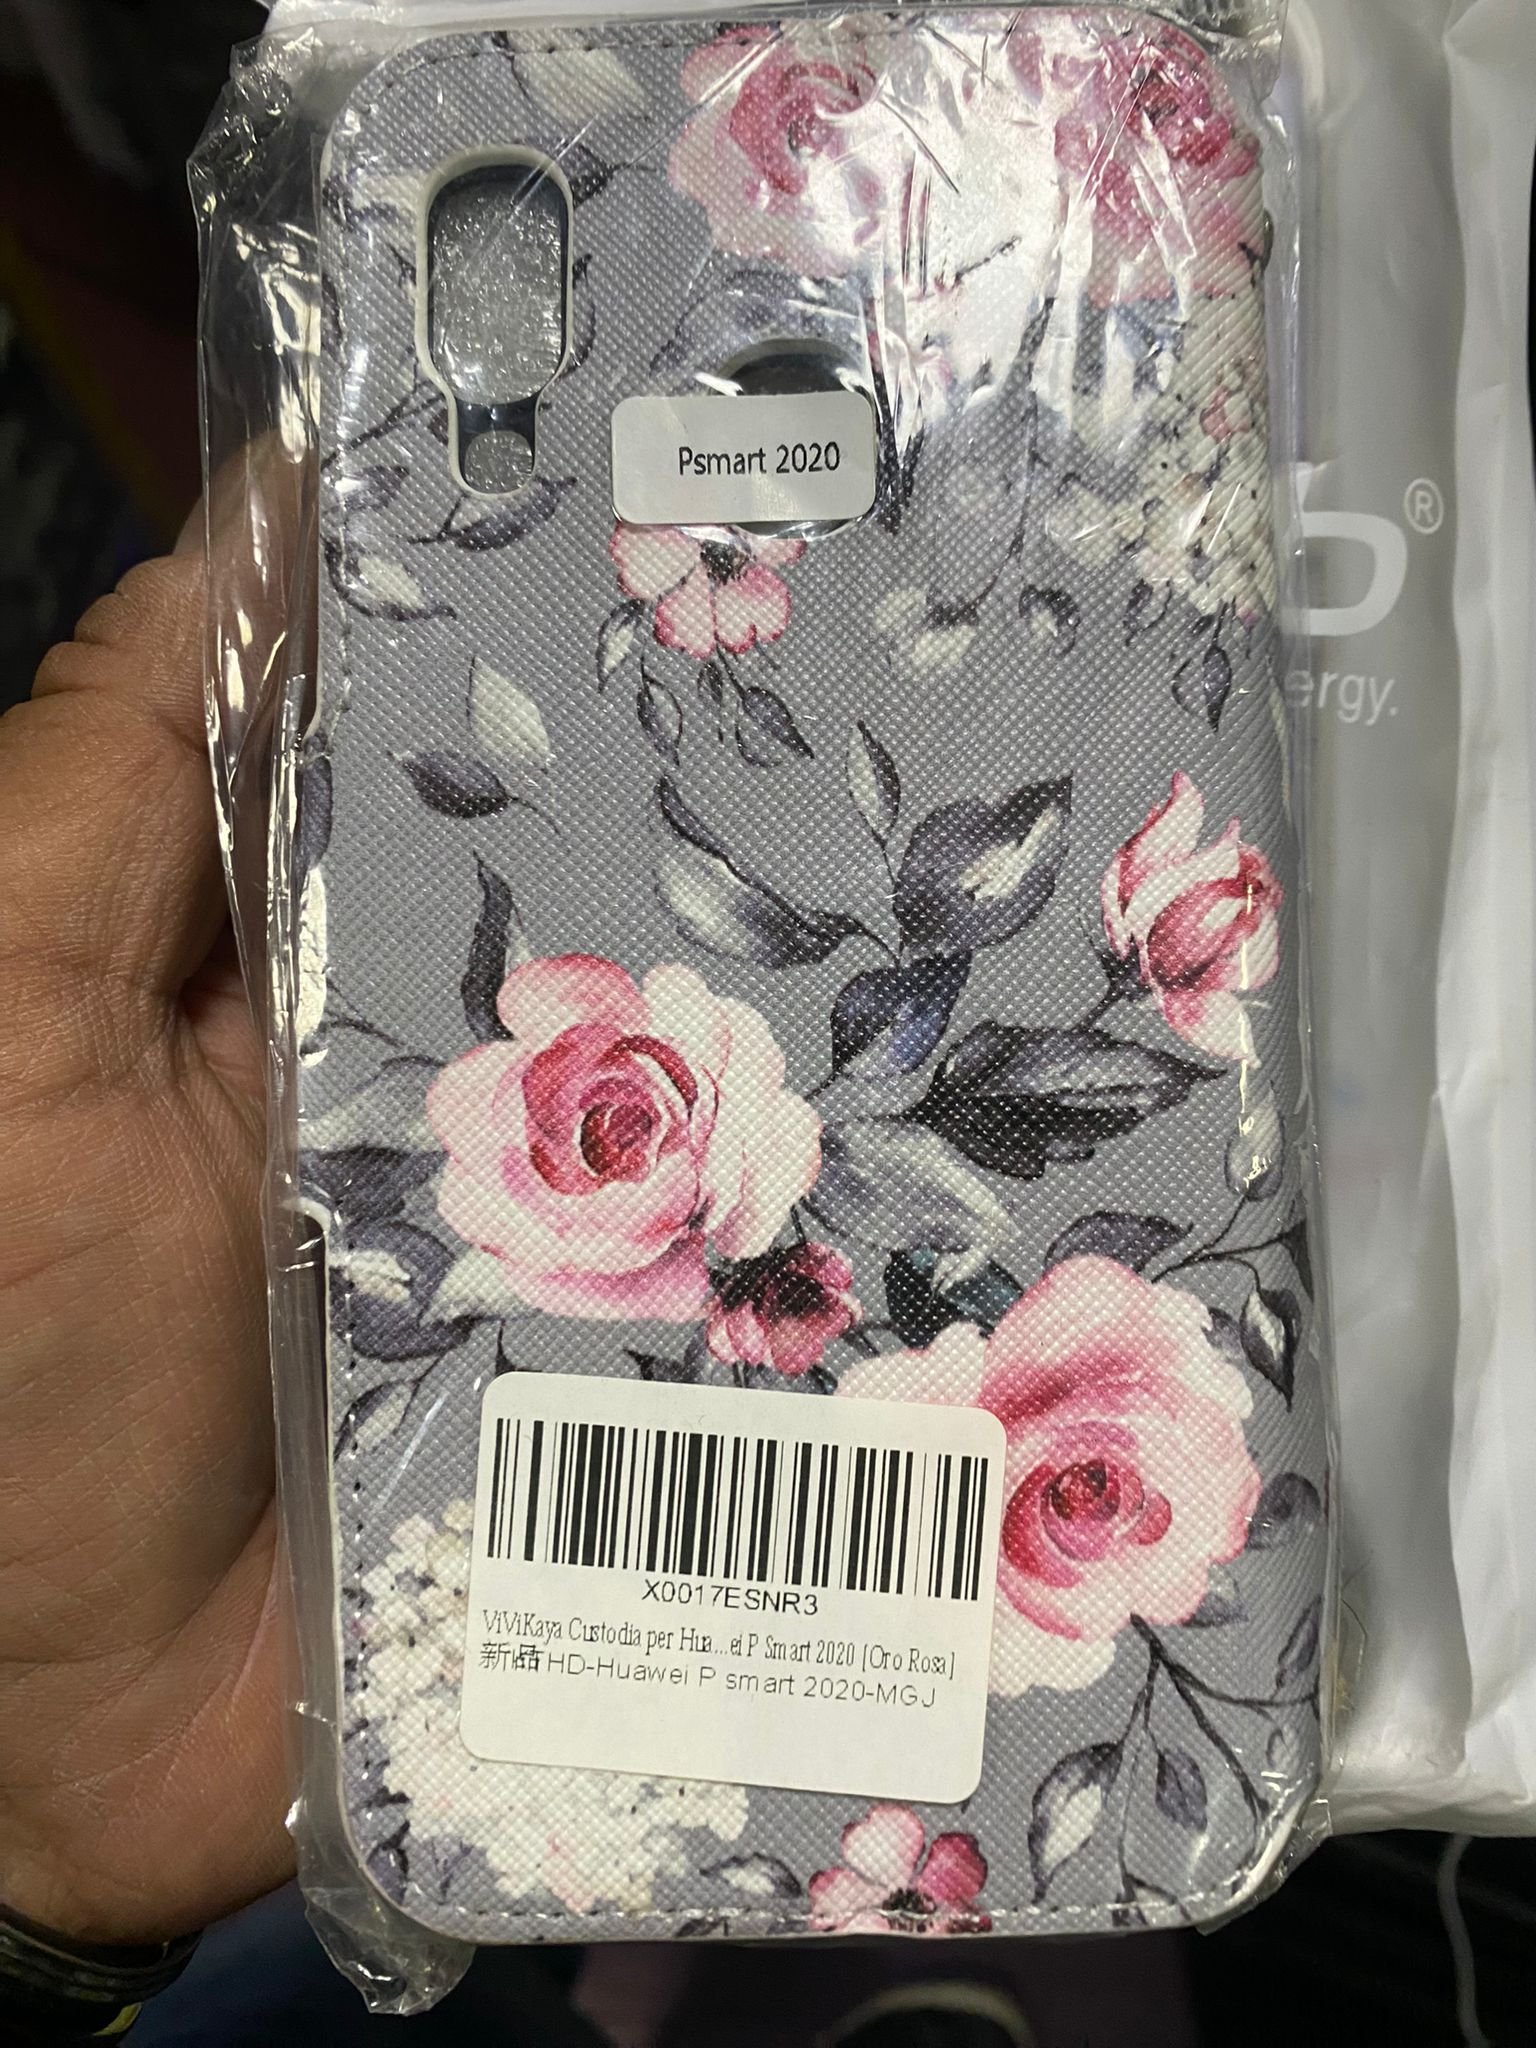 Psmart 2020
®
ergy.
X0017ESNR3
ViViKaya Custodia per Hua...ei P Smart 2020 [Oro Rosa]
新品 HD-Huawei P smart 2020-MGJ